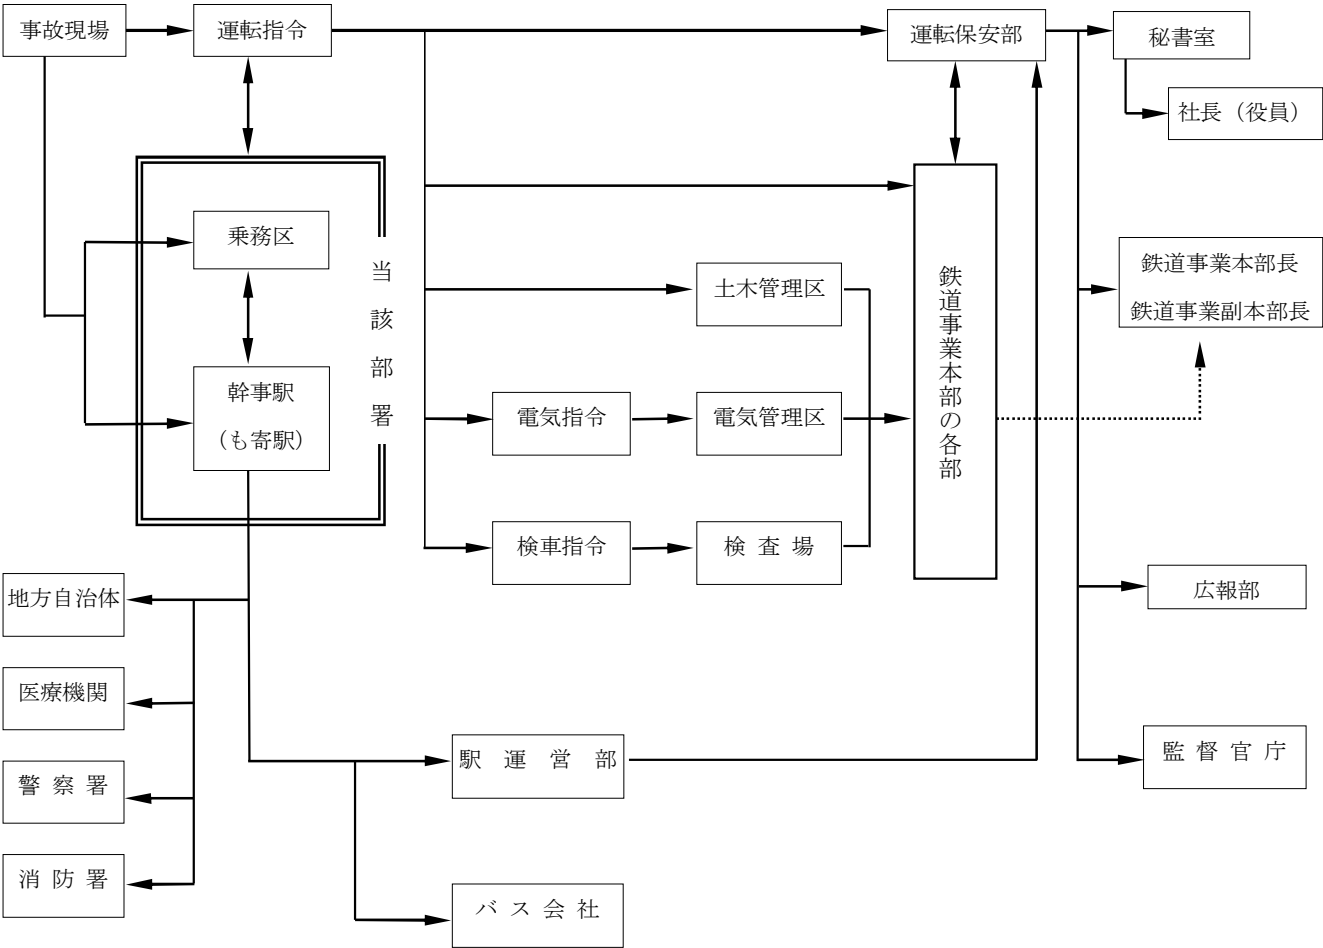 事故現場
運転指令
運転保安部
秘書室
社長（役員）
乗務区
当該部署
鉄道事業本部の各部
土木管理区
鉄道事業本部長
鉄道事業副本部長
幹事駅
（も寄駅）
電気指令
電気管理区
検車指令
検査場
地方自治体
広報部
医療機関
駅運営部
監督官庁
警察署
消防署
バス会社